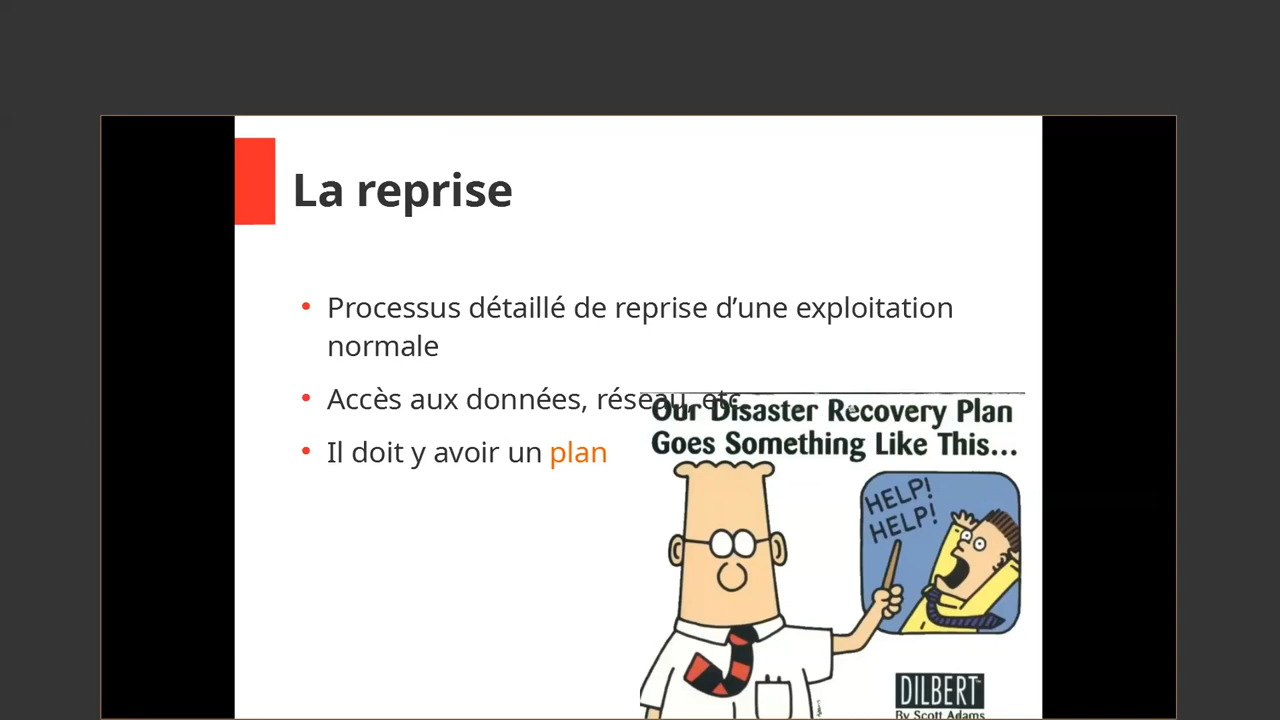 La reprise
• Processus détaillé de reprise d’une exploitation
normale
• Accès aux données, réseau, etc.
• Il doit y avoir un plan
Our Disaster Recovery Plan
Goes Something Like This...
HELP!
HELP!
DILBERT
By Scott Adams